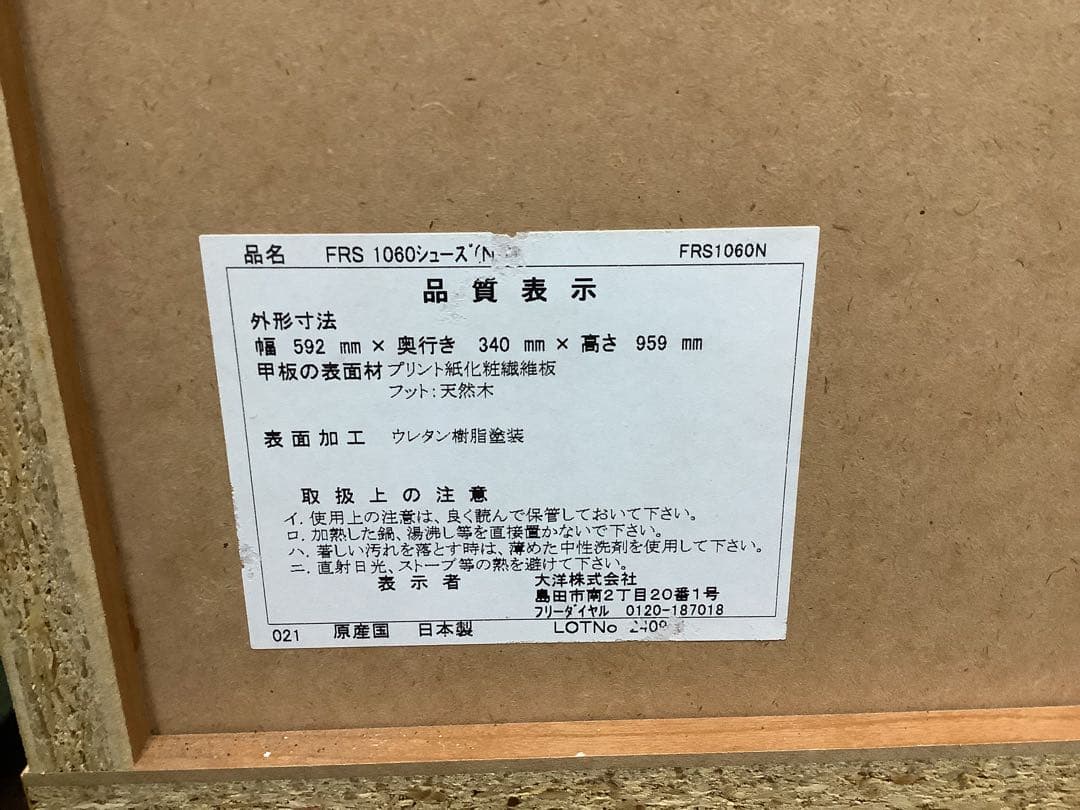 品名 FRS 1060シューズ(N FRS1060N
品質表示
外形寸法
幅 592 mm × 奥行き 340 mm × 高さ 959 mm
甲板の表面材 プリント紙化粧繊維板
フット:天然木
表面加工 ウレタン樹脂塗装
取扱上の注意
イ. 使用上の注意は、良く読んで保管しておいて下さい。
ロ. 加熱した鍋、湯沸し等を直接置かないで下さい。
ハ. 著しい汚れを落とす時は、薄めた中性洗剤を使用して下さい。
ニ. 直射日光、ストーブ等の熱を避けて下さい。
表示者 大洋株式会社
島田市南2丁目20番1号
フリーダイヤル 0120-187018
021 原産国 日本製 LOTNo